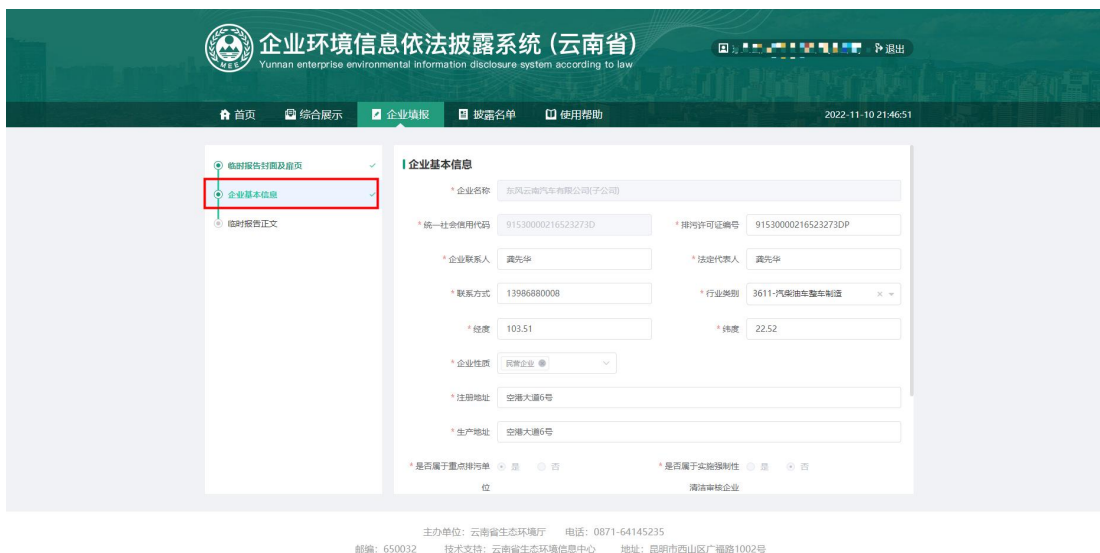 企业环境信息依法披露系统 (云南省)
Yunnan enterprise environmental information disclosure system according to law
MEE
退出
首页 综合展示 企业填报 披露名单 使用帮助 2022-11-10 21:46:51
临时报告封面及扉页
企业基本信息
临时报告正文
企业基本信息
* 企业名称 东风云南汽车有限公司(子公司)
* 统一社会信用代码 91530000216523273D * 排污许可证编号 91530000216523273DP
* 企业联系人 龚先华 * 法定代表人 龚先华
* 联系方式 13986880008 * 行业类别 3611-汽柴油车整车制造
* 经度 103.51 * 纬度 22.52
* 企业性质 民营企业
* 注册地址 空港大道6号
* 生产地址 空港大道6号
* 是否属于重点排污单位 是 否 * 是否属于实施强制性清洁审核企业 是 否
主办单位：云南省生态环境厅 电话：0871-64145235
邮编：650032 技术支持：云南省生态环境信息中心 地址：昆明市西山区广福路1002号